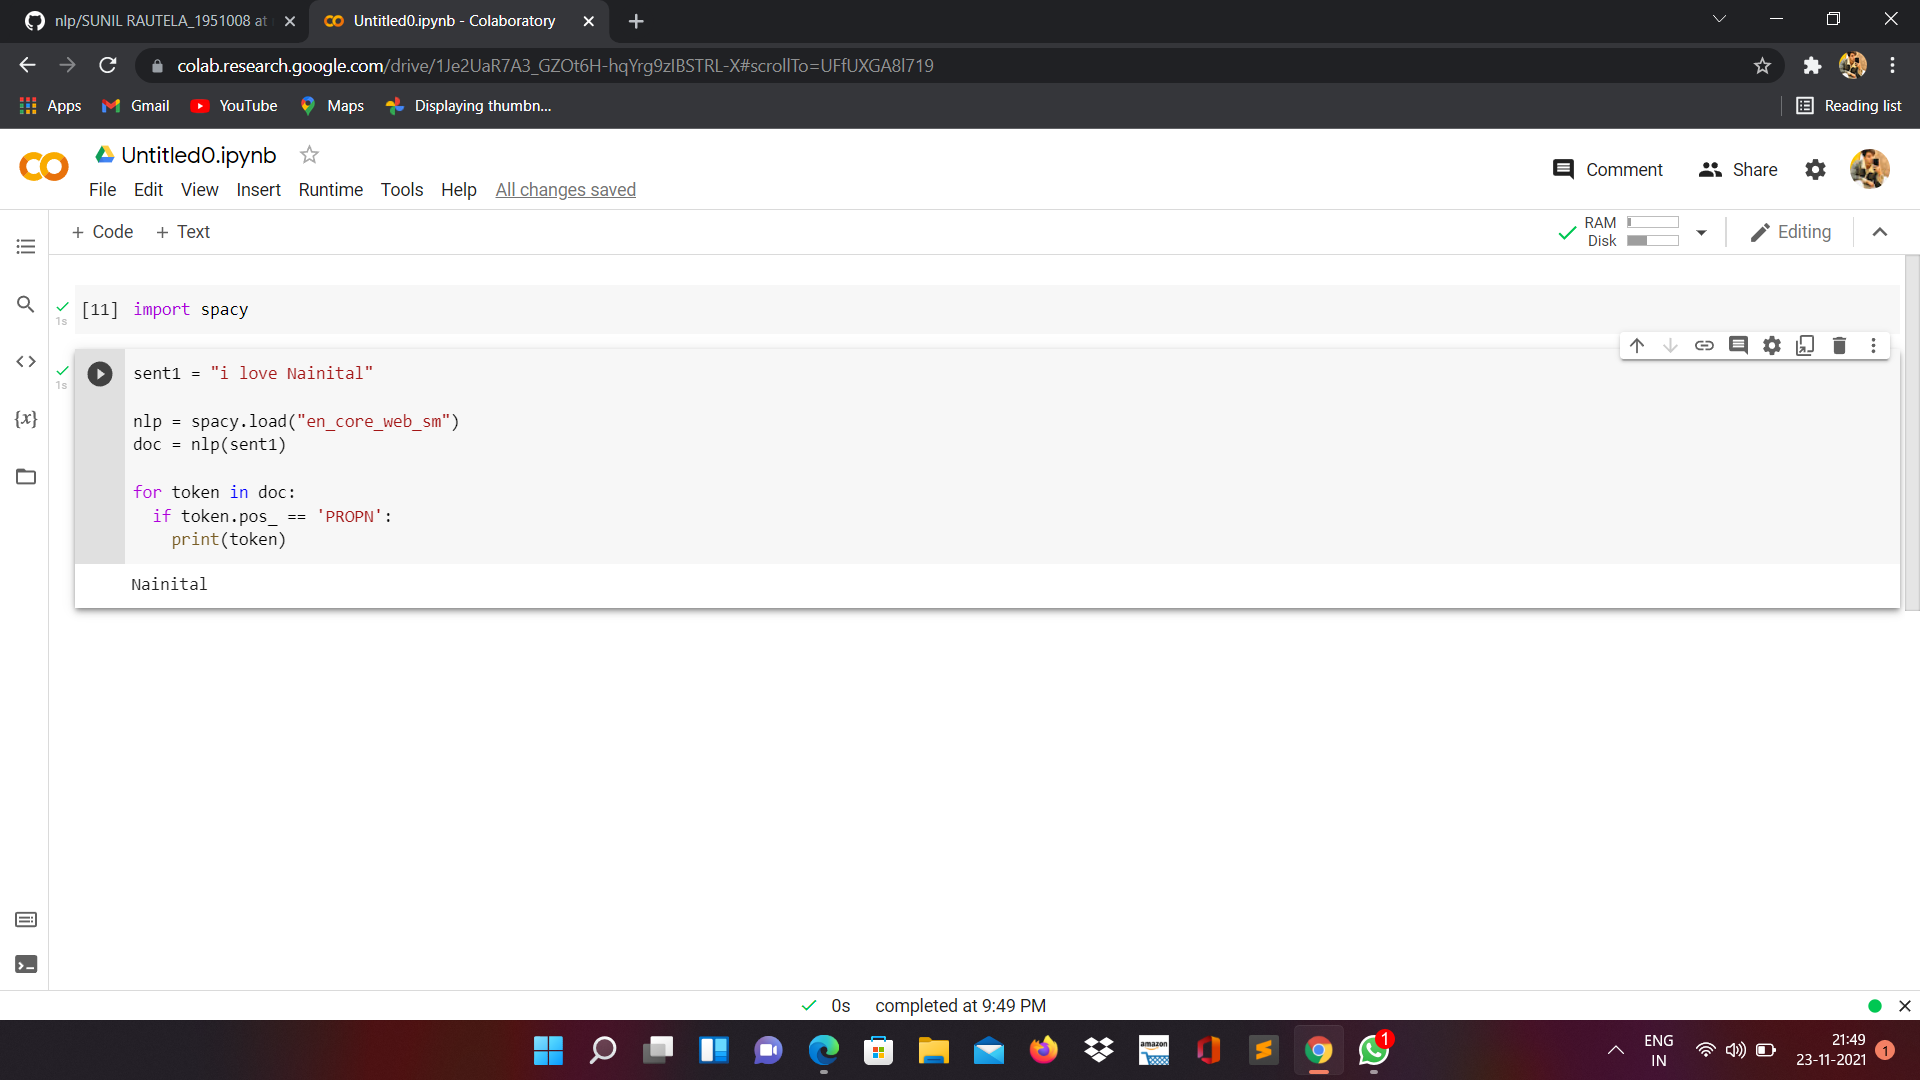 nlp/SUNIL RAUTELA_1951008 at
Untitled0.ipynb - Colaboratory
colab.research.google.com/drive/1Je2UaR7A3_GZOt6H-hqYrg9zIBSTRL-X#scrollTo=UFfUXGA8l719
Apps
Gmail
YouTube
Maps
Displaying thumbn...
Reading list
Untitled0.ipynb
Comment
Share
File
Edit
View
Insert
Runtime
Tools
Help
All changes saved
+ Code
+ Text
RAM
Disk
Editing
1s
[11] import spacy
1s
sent1 = "i love Nainital"
nlp = spacy.load("en_core_web_sm")
doc = nlp(sent1)
for token in doc:
if token.pos_ == 'PROPN':
print(token)
Nainital
{x}
0s completed at 9:49 PM
amazon
1
ENG
IN
21:49
23-11-2021
1